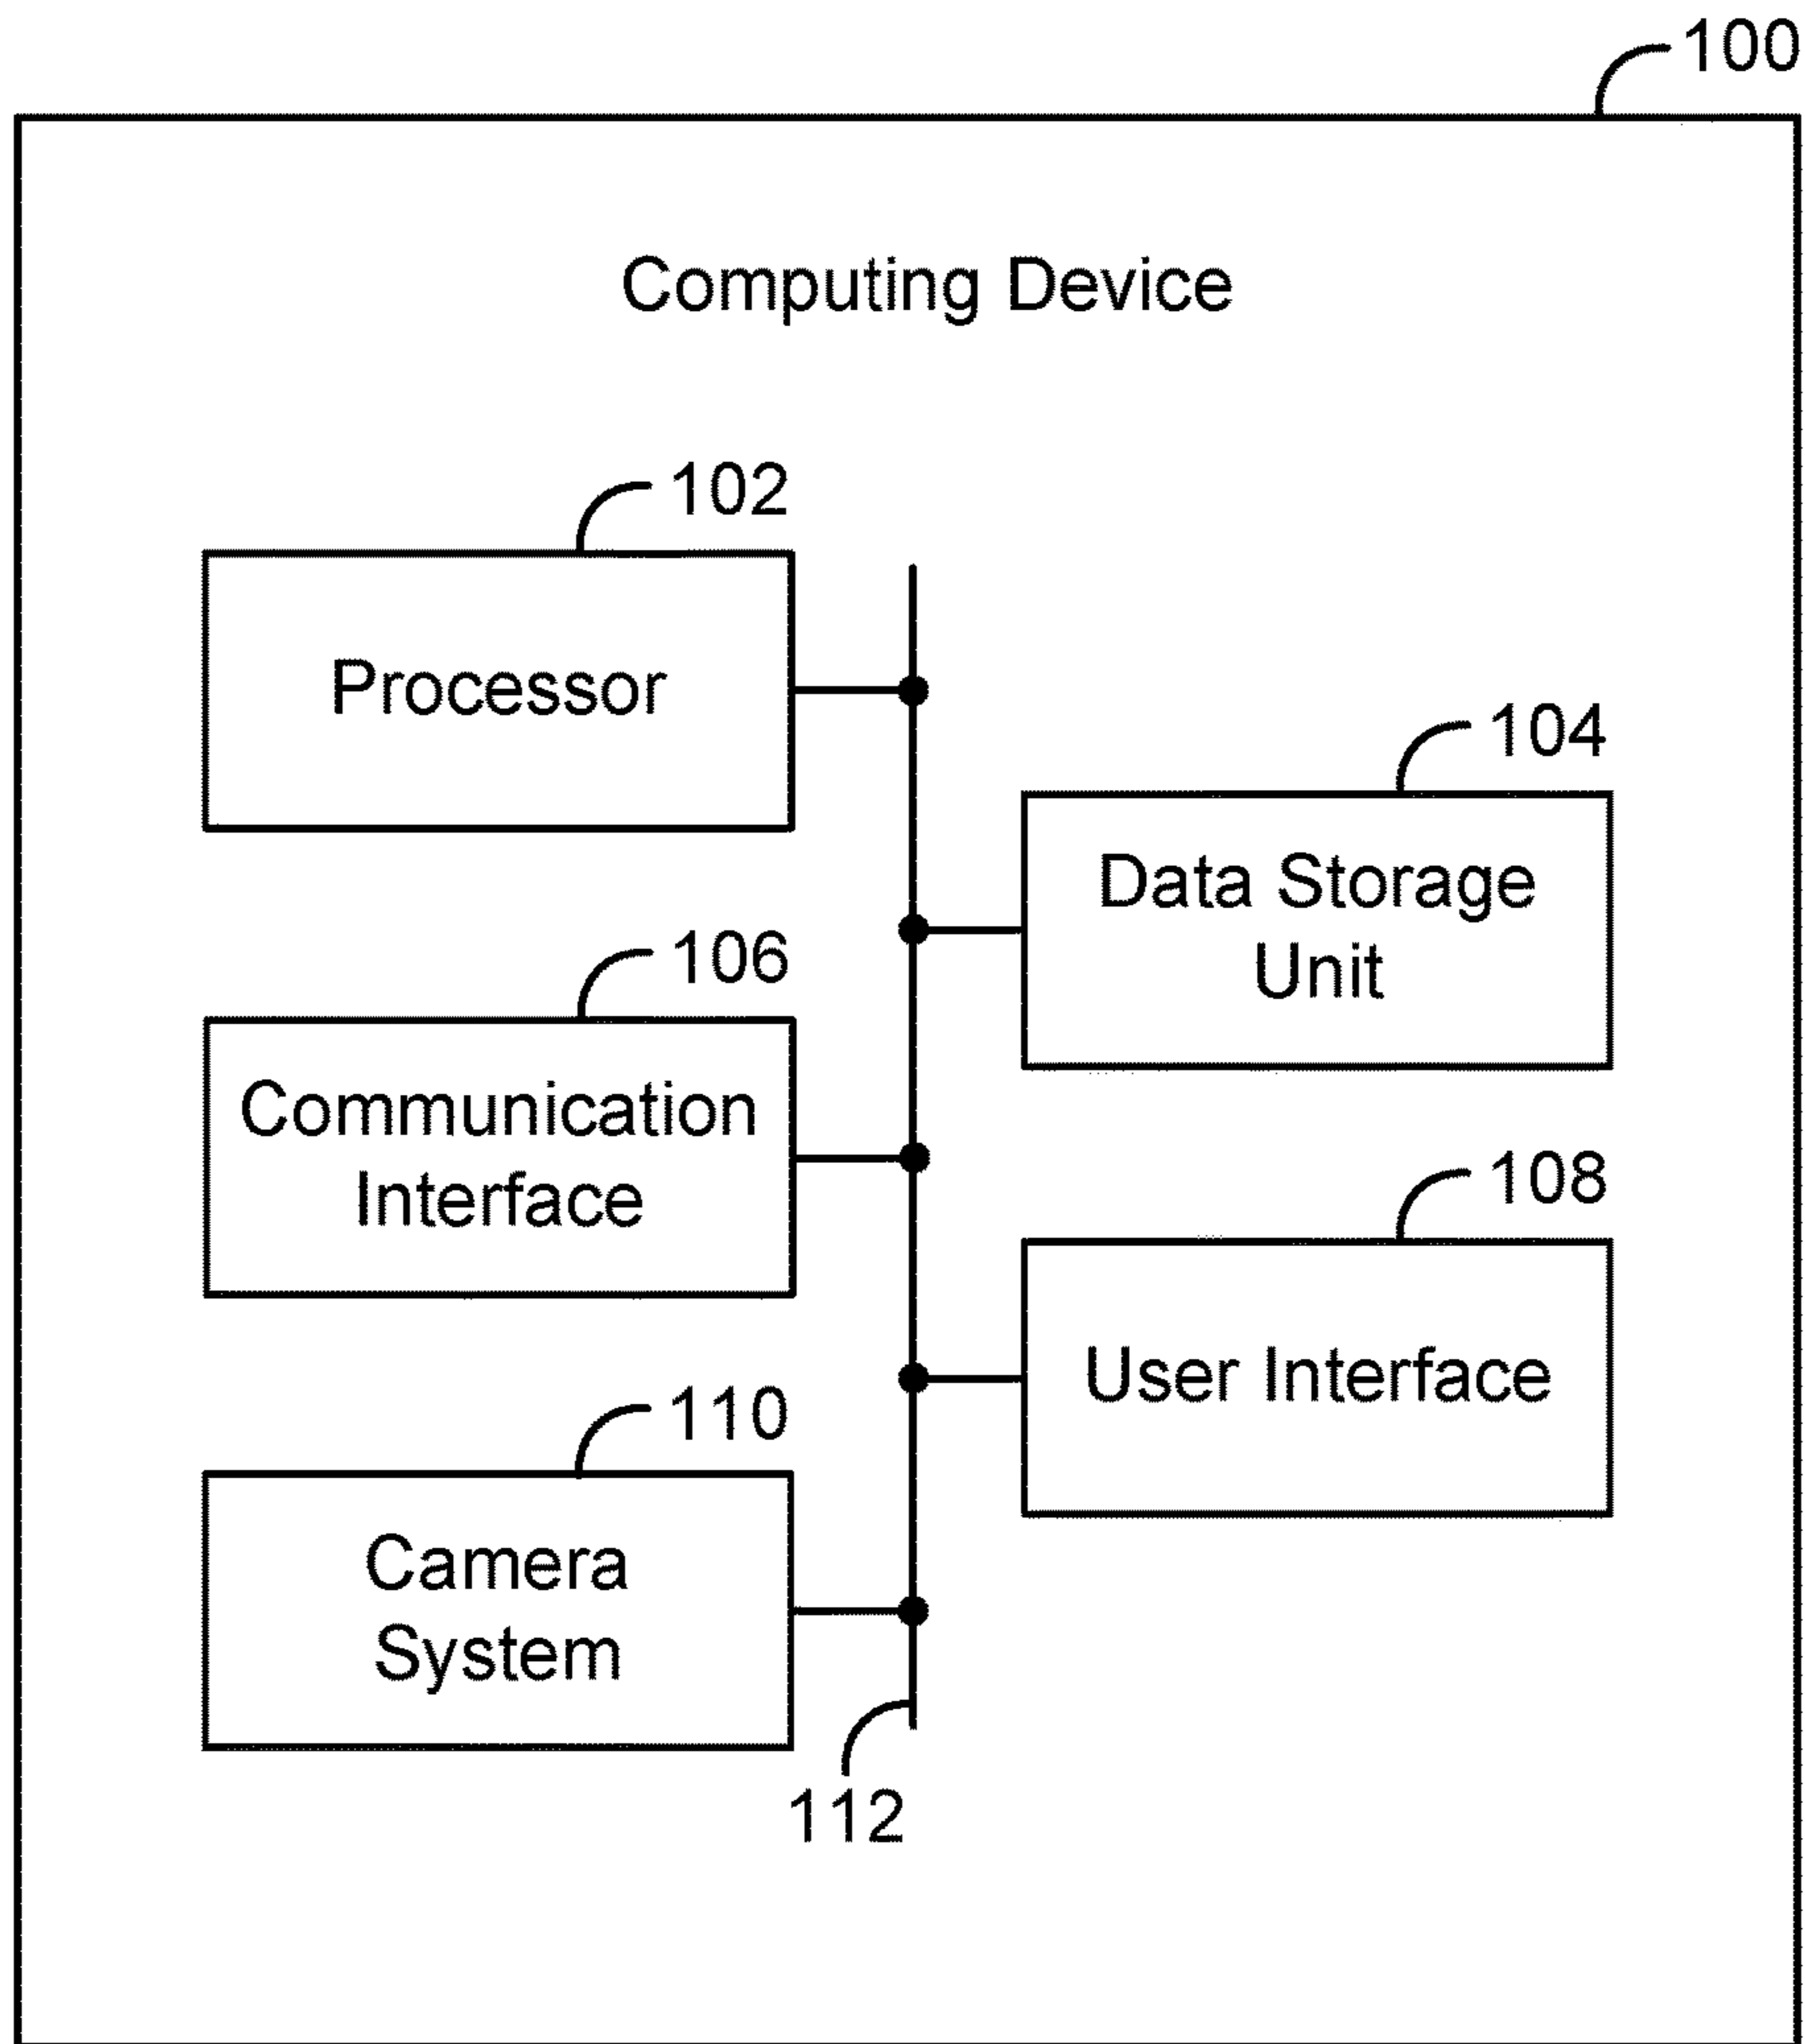 100
Computing Device
102
Processor
104
Data Storage
Unit
106
Communication
Interface
108
User Interface
110
Camera
System
112